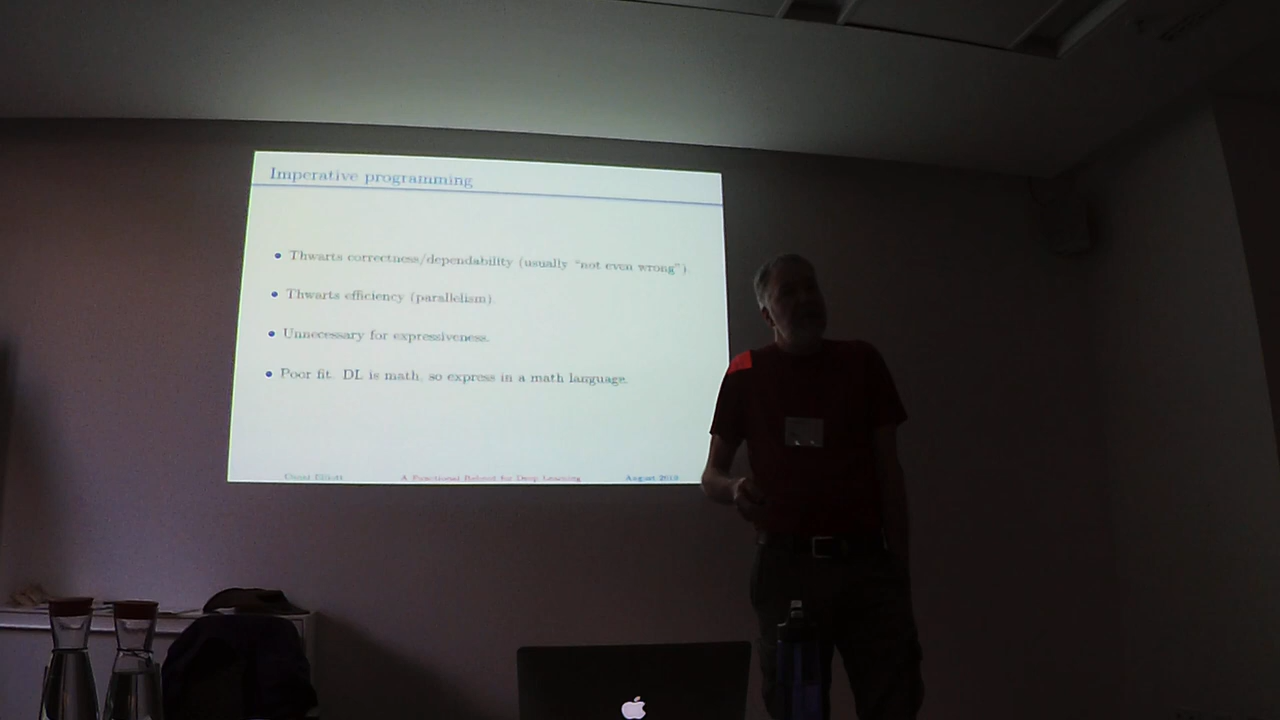 Imperative programming
Thwarts correctness/dependability (usually “not even wrong”).
Thwarts efficiency (parallelism).
Unnecessary for expressiveness.
Poor fit. DL is math, so express in a math language.
Conal Elliott
A Functional Reboot for Deep Learning
August 2019